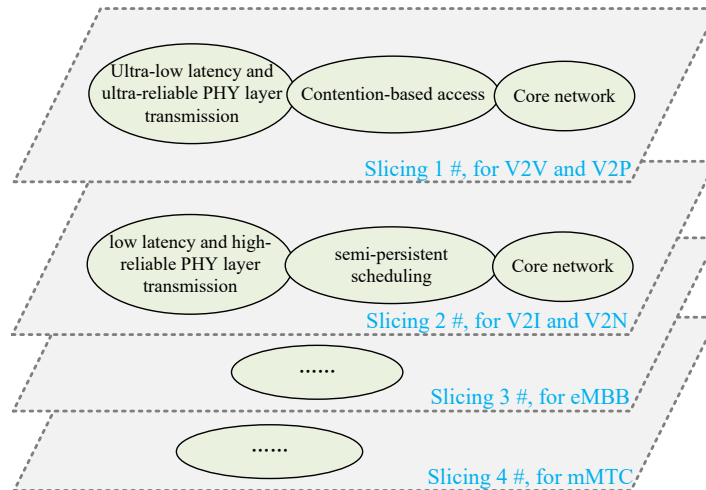 Ultra-low latency and
ultra-reliable PHY layer
transmission
Contention-based access
Core network
Slicing 1 #, for V2V and V2P
low latency and high-
reliable PHY layer
transmission
semi-persistent
scheduling
Core network
Slicing 2 #, for V2I and V2N
......
Slicing 3 #, for eMBB
......
Slicing 4 #, for mMTC